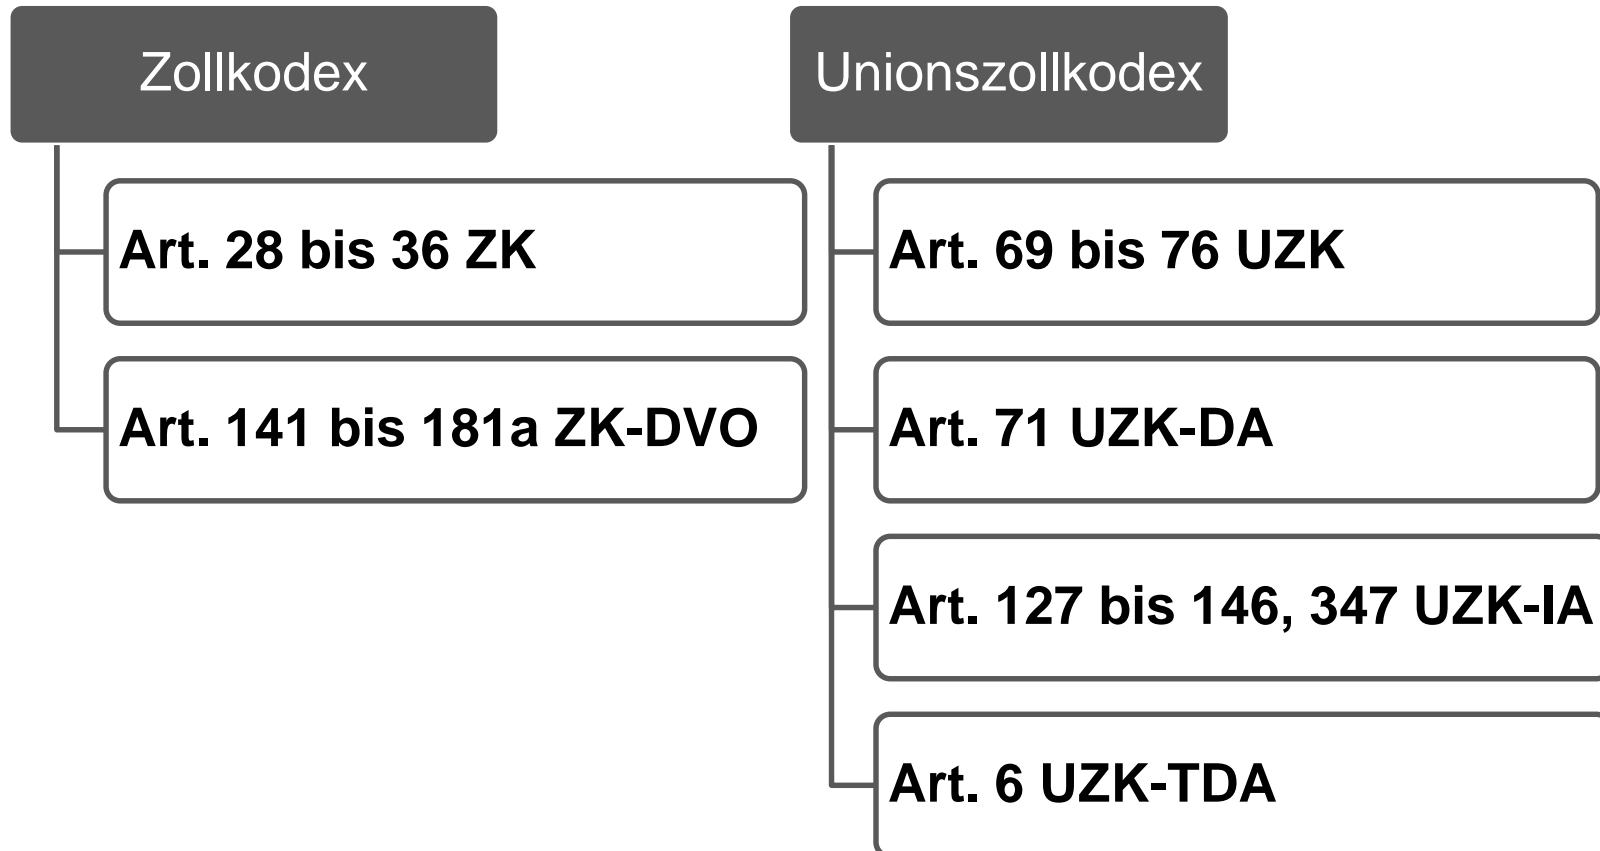 Zollkodex
Art. 28 bis 36 ZK
Art. 141 bis 181a ZK-DVO
Unionszollkodex
Art. 69 bis 76 UZK
Art. 71 UZK-DA
Art. 127 bis 146, 347 UZK-IA
Art. 6 UZK-TDA